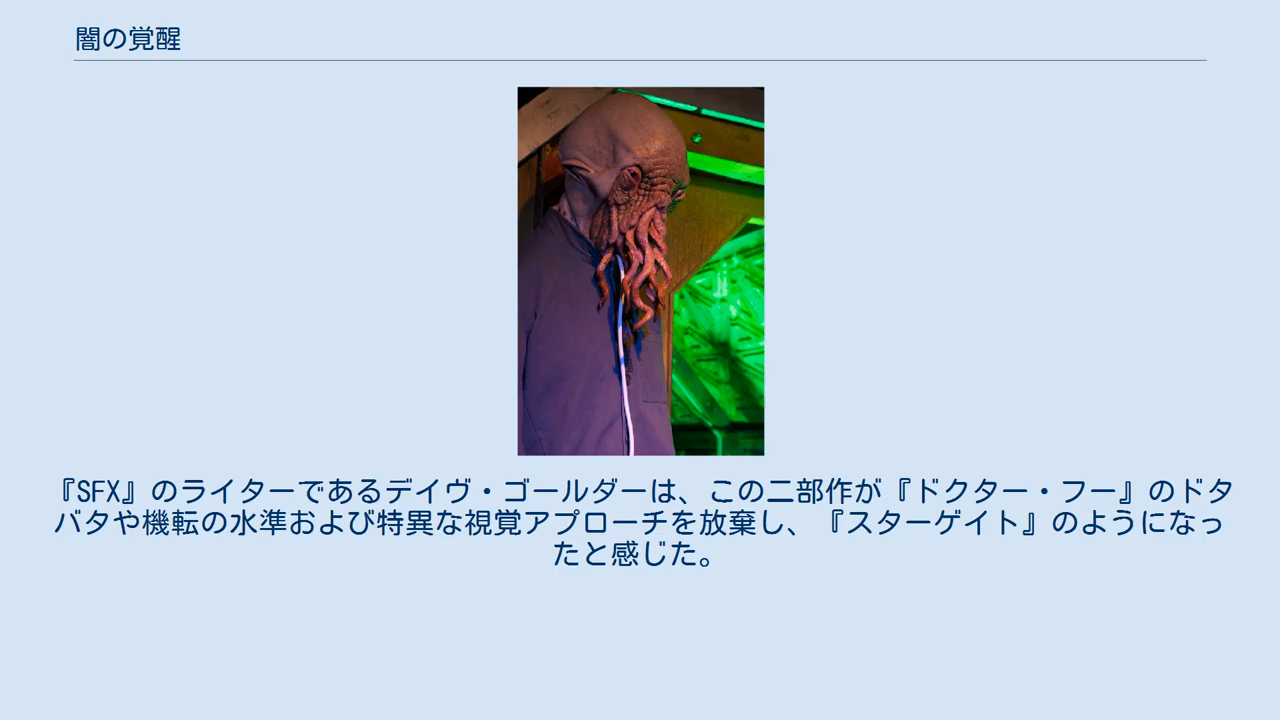 闇の覚醒
『SFX』のライターであるデイヴ・ゴールダーは、この二部作が『ドクター・フー』のドタ
バタや機転の水準および特異な視覚アプローチを放棄し、『スターゲイト』のようになっ
たと感じた。